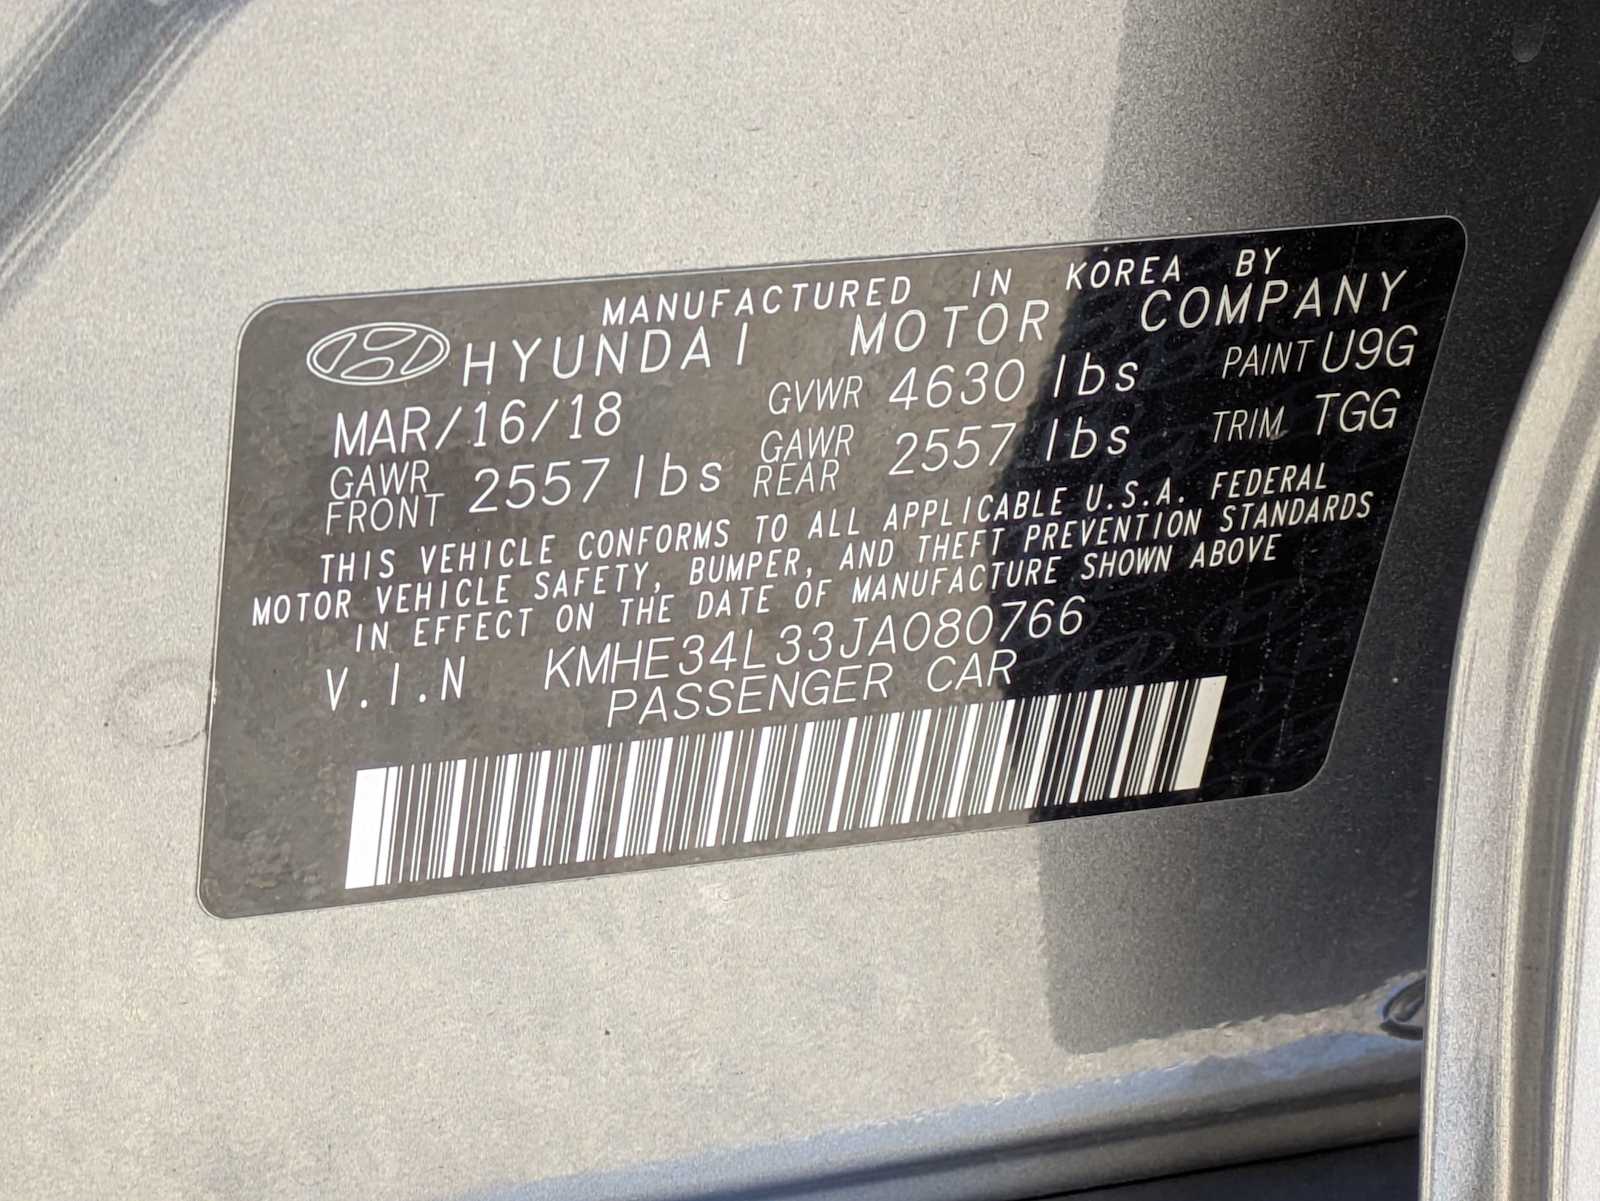 MANUFACTURED IN KOREA BY
HYUNDAI MOTOR COMPANY
MAR/16/18 GVWR 4630 lbs PAINT U9G
GAWR FRONT 2557 lbs GAWR REAR 2557 lbs TRIM TGG
THIS VEHICLE CONFORMS TO ALL APPLICABLE U.S.A. FEDERAL
MOTOR VEHICLE SAFETY, BUMPER, AND THEFT PREVENTION STANDARDS
IN EFFECT ON THE DATE OF MANUFACTURE SHOWN ABOVE
V.I.N KMHE34L33JA080766
PASSENGER CAR